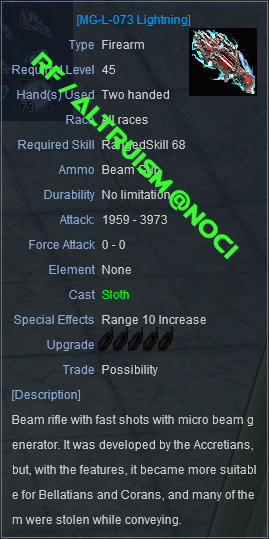 [MG-L-073 Lightning]
Type Firearm
Required Level 45
Hand(s) Used Two handed
Race All races
Required Skill RangedSkill 68
Ammo Beam
Durability No limitation
Attack: 1959 - 3973
Force Attack 0 - 0
Element None
Cast Sloth
Special Effects Range 10 Increase
Upgrade
Trade Possibility
[Description]
Beam rifle with fast shots with micro beam g
enerator. It was developed by the Accretians,
but, with the features, it became more suitabl
e for Bellatians and Corans, and many of the
m were stolen while conveying.
RF / ALTRUISM @NOCI
73